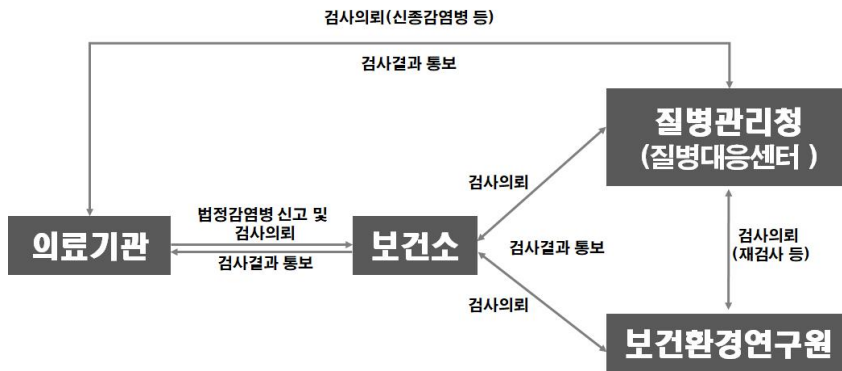 검사의뢰(신종감염병 등)
검사결과 통보
질병관리청
(질병대응센터 )
검사의뢰
법정감염병 신고 및
검사의뢰
의료기관
보건소
검사결과 통보
검사결과 통보
검사의뢰
(재검사 등)
검사의뢰
보건환경연구원